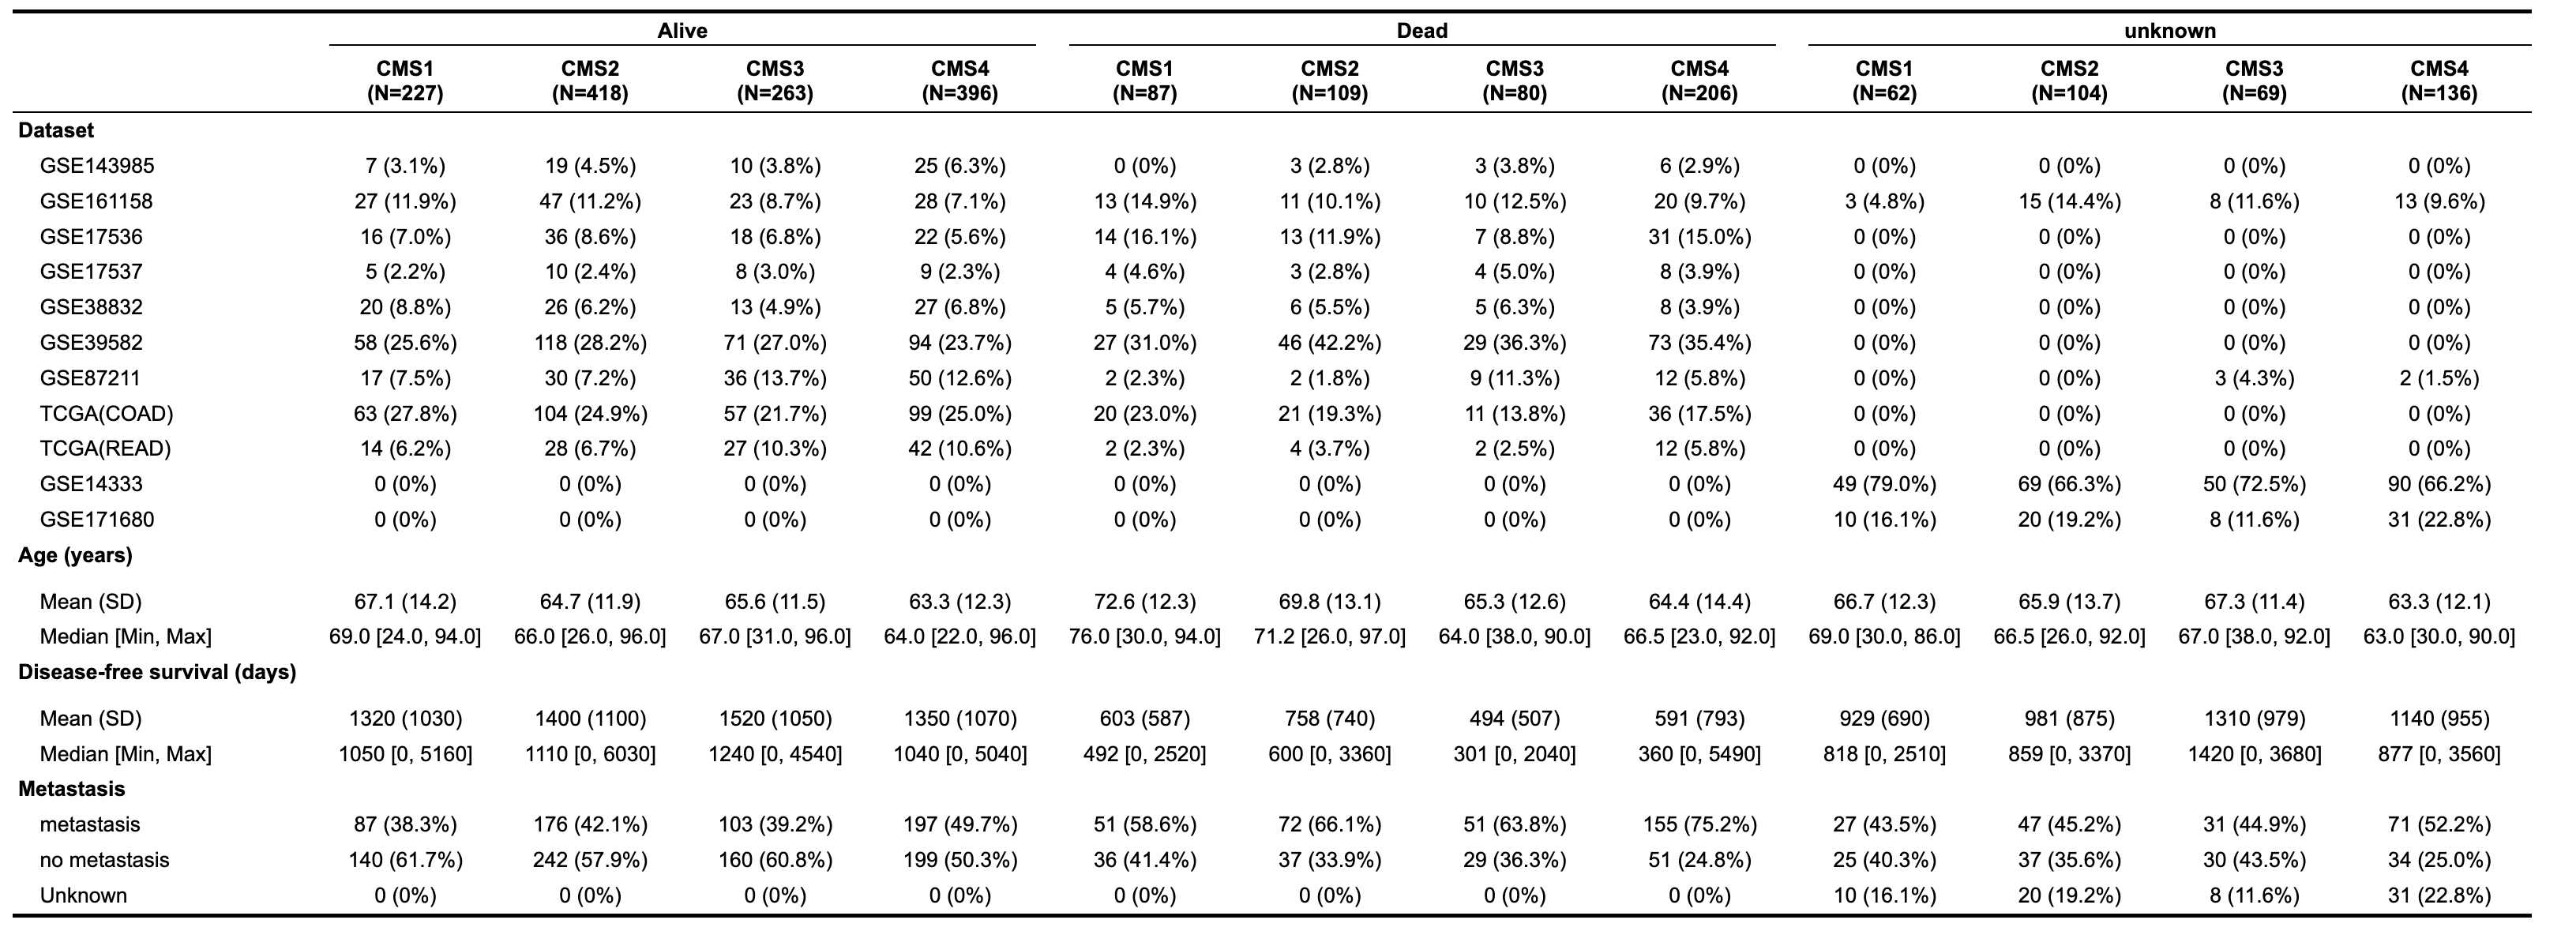 Alive Dead unknown
CMS1 CMS2 CMS3 CMS4 CMS1 CMS2 CMS3 CMS4 CMS1 CMS2 CMS3 CMS4
(N=227) (N=418) (N=263) (N=396) (N=87) (N=109) (N=80) (N=206) (N=62) (N=104) (N=69) (N=136)
Dataset
GSE143985 7 (3.1%) 19 (4.5%) 10 (3.8%) 25 (6.3%) 0 (0%) 3 (2.8%) 3 (3.8%) 6 (2.9%) 0 (0%) 0 (0%) 0 (0%) 0 (0%)
GSE161158 27 (11.9%) 47 (11.2%) 23 (8.7%) 28 (7.1%) 13 (14.9%) 11 (10.1%) 10 (12.5%) 20 (9.7%) 3 (4.8%) 15 (14.4%) 8 (11.6%) 13 (9.6%)
GSE17536 16 (7.0%) 36 (8.6%) 18 (6.8%) 22 (5.6%) 14 (16.1%) 13 (11.9%) 7 (8.8%) 31 (15.0%) 0 (0%) 0 (0%) 0 (0%) 0 (0%)
GSE17537 5 (2.2%) 10 (2.4%) 8 (3.0%) 9 (2.3%) 4 (4.6%) 3 (2.8%) 4 (5.0%) 8 (3.9%) 0 (0%) 0 (0%) 0 (0%) 0 (0%)
GSE38832 20 (8.8%) 26 (6.2%) 13 (4.9%) 27 (6.8%) 5 (5.7%) 6 (5.5%) 5 (6.3%) 8 (3.9%) 0 (0%) 0 (0%) 0 (0%) 0 (0%)
GSE39582 58 (25.6%) 118 (28.2%) 71 (27.0%) 94 (23.7%) 27 (31.0%) 46 (42.2%) 29 (36.3%) 73 (35.4%) 0 (0%) 0 (0%) 0 (0%) 0 (0%)
GSE87211 17 (7.5%) 30 (7.2%) 36 (13.7%) 50 (12.6%) 2 (2.3%) 2 (1.8%) 9 (11.3%) 12 (5.8%) 0 (0%) 0 (0%) 3 (4.3%) 2 (1.5%)
TCGA(COAD) 63 (27.8%) 104 (24.9%) 57 (21.7%) 99 (25.0%) 20 (23.0%) 21 (19.3%) 11 (13.8%) 36 (17.5%) 0 (0%) 0 (0%) 0 (0%) 0 (0%)
TCGA(READ) 14 (6.2%) 28 (6.7%) 27 (10.3%) 42 (10.6%) 2 (2.3%) 4 (3.7%) 2 (2.5%) 12 (5.8%) 0 (0%) 0 (0%) 0 (0%) 0 (0%)
GSE14333 0 (0%) 0 (0%) 0 (0%) 0 (0%) 0 (0%) 0 (0%) 0 (0%) 0 (0%) 49 (79.0%) 69 (66.3%) 50 (72.5%) 90 (66.2%)
GSE171680 0 (0%) 0 (0%) 0 (0%) 0 (0%) 0 (0%) 0 (0%) 0 (0%) 0 (0%) 10 (16.1%) 20 (19.2%) 8 (11.6%) 31 (22.8%)
Age (years)
Mean (SD) 67.1 (14.2) 64.7 (11.9) 65.6 (11.5) 63.3 (12.3) 72.6 (12.3) 69.8 (13.1) 65.3 (12.6) 64.4 (14.4) 66.7 (12.3) 65.9 (13.7) 67.3 (11.4) 63.3 (12.1)
Median [Min, Max] 69.0 [24.0, 94.0] 66.0 [26.0, 96.0] 67.0 [31.0, 96.0] 64.0 [22.0, 96.0] 76.0 [30.0, 94.0] 71.2 [26.0, 97.0] 64.0 [38.0, 90.0] 66.5 [23.0, 92.0] 69.0 [30.0, 86.0] 66.5 [26.0, 92.0] 67.0 [38.0, 92.0] 63.0 [30.0, 90.0]
Disease-free survival (days)
Mean (SD) 1320 (1030) 1400 (1100) 1520 (1050) 1350 (1070) 603 (587) 758 (740) 494 (507) 591 (793) 929 (690) 981 (875) 1310 (979) 1140 (955)
Median [Min, Max] 1050 [0, 5160] 1110 [0, 6030] 1240 [0, 4540] 1040 [0, 5040] 492 [0, 2520] 600 [0, 3360] 301 [0, 2040] 360 [0, 5490] 818 [0, 2510] 859 [0, 3370] 1420 [0, 3680] 877 [0, 3560]
Metastasis
metastasis 87 (38.3%) 176 (42.1%) 103 (39.2%) 197 (49.7%) 51 (58.6%) 72 (66.1%) 51 (63.8%) 155 (75.2%) 27 (43.5%) 47 (45.2%) 31 (44.9%) 71 (52.2%)
no metastasis 140 (61.7%) 242 (57.9%) 160 (60.8%) 199 (50.3%) 36 (41.4%) 37 (33.9%) 29 (36.3%) 51 (24.8%) 25 (40.3%) 37 (35.6%) 30 (43.5%) 34 (25.0%)
Unknown 0 (0%) 0 (0%) 0 (0%) 0 (0%) 0 (0%) 0 (0%) 0 (0%) 0 (0%) 10 (16.1%) 20 (19.2%) 8 (11.6%) 31 (22.8%)